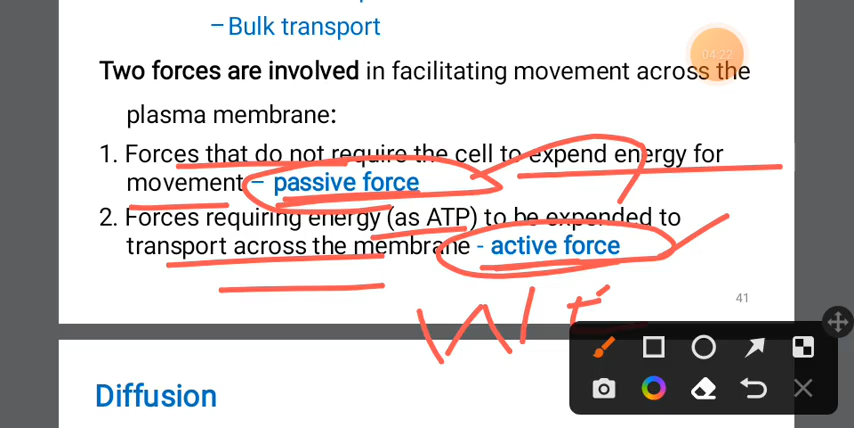 – Bulk transport
04:22
Two forces are involved in facilitating movement across the
plasma membrane:
1. Forces that do not require the cell to expend energy for
movement – passive force
2. Forces requiring energy (as ATP) to be expended to
transport across the membrane - active force
41
Diffusion